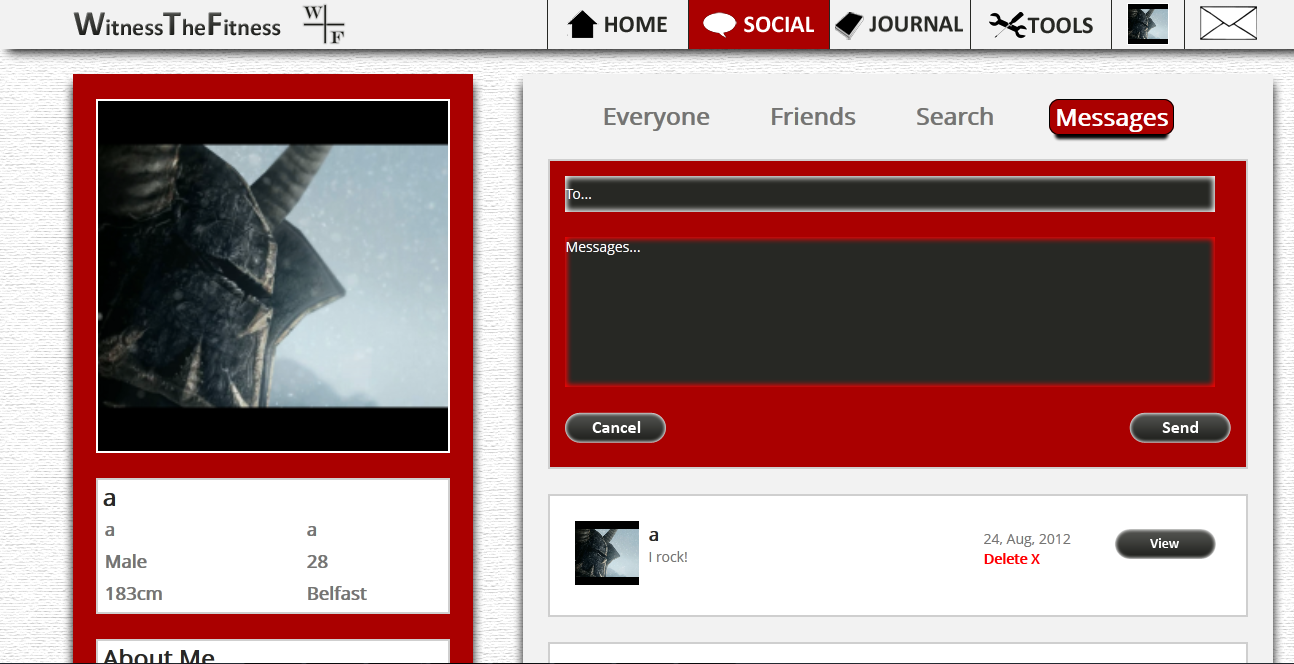 WitnessTheFitness
W
F
HOME
SOCIAL
JOURNAL
TOOLS
Everyone
Friends
Search
Messages
To...
Messages...
Cancel
Send
a
a
a
Male
28
183cm
Belfast
About Me
a
I rock!
24, Aug, 2012
Delete X
View